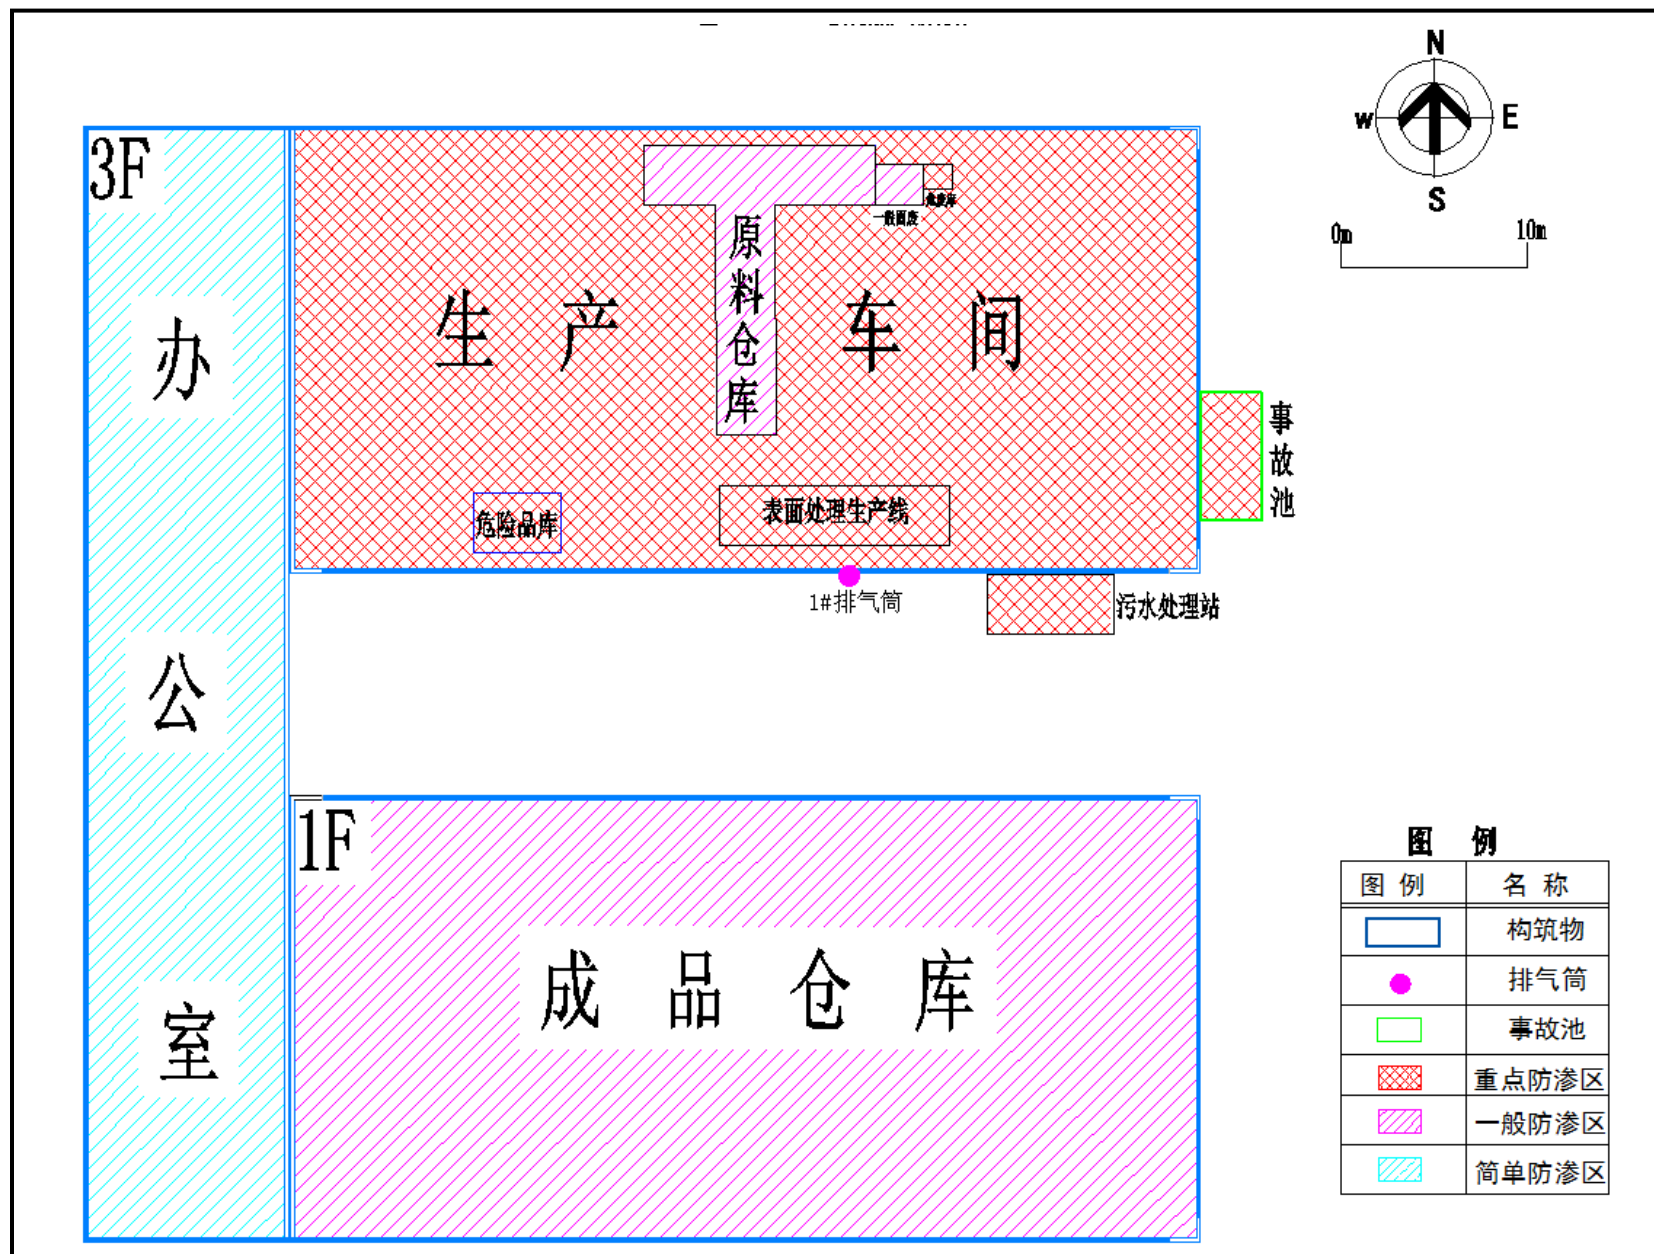 N
W
E
S
0m
10m
3F
原料仓库
一般固废
危废库
生产车间
办公室
事故池
危险品库
表面处理生产线
1#排气筒
污水处理站
1F
成品仓库
图 例
图 例 名 称
构筑物
排气筒
事故池
重点防渗区
一般防渗区
简单防渗区